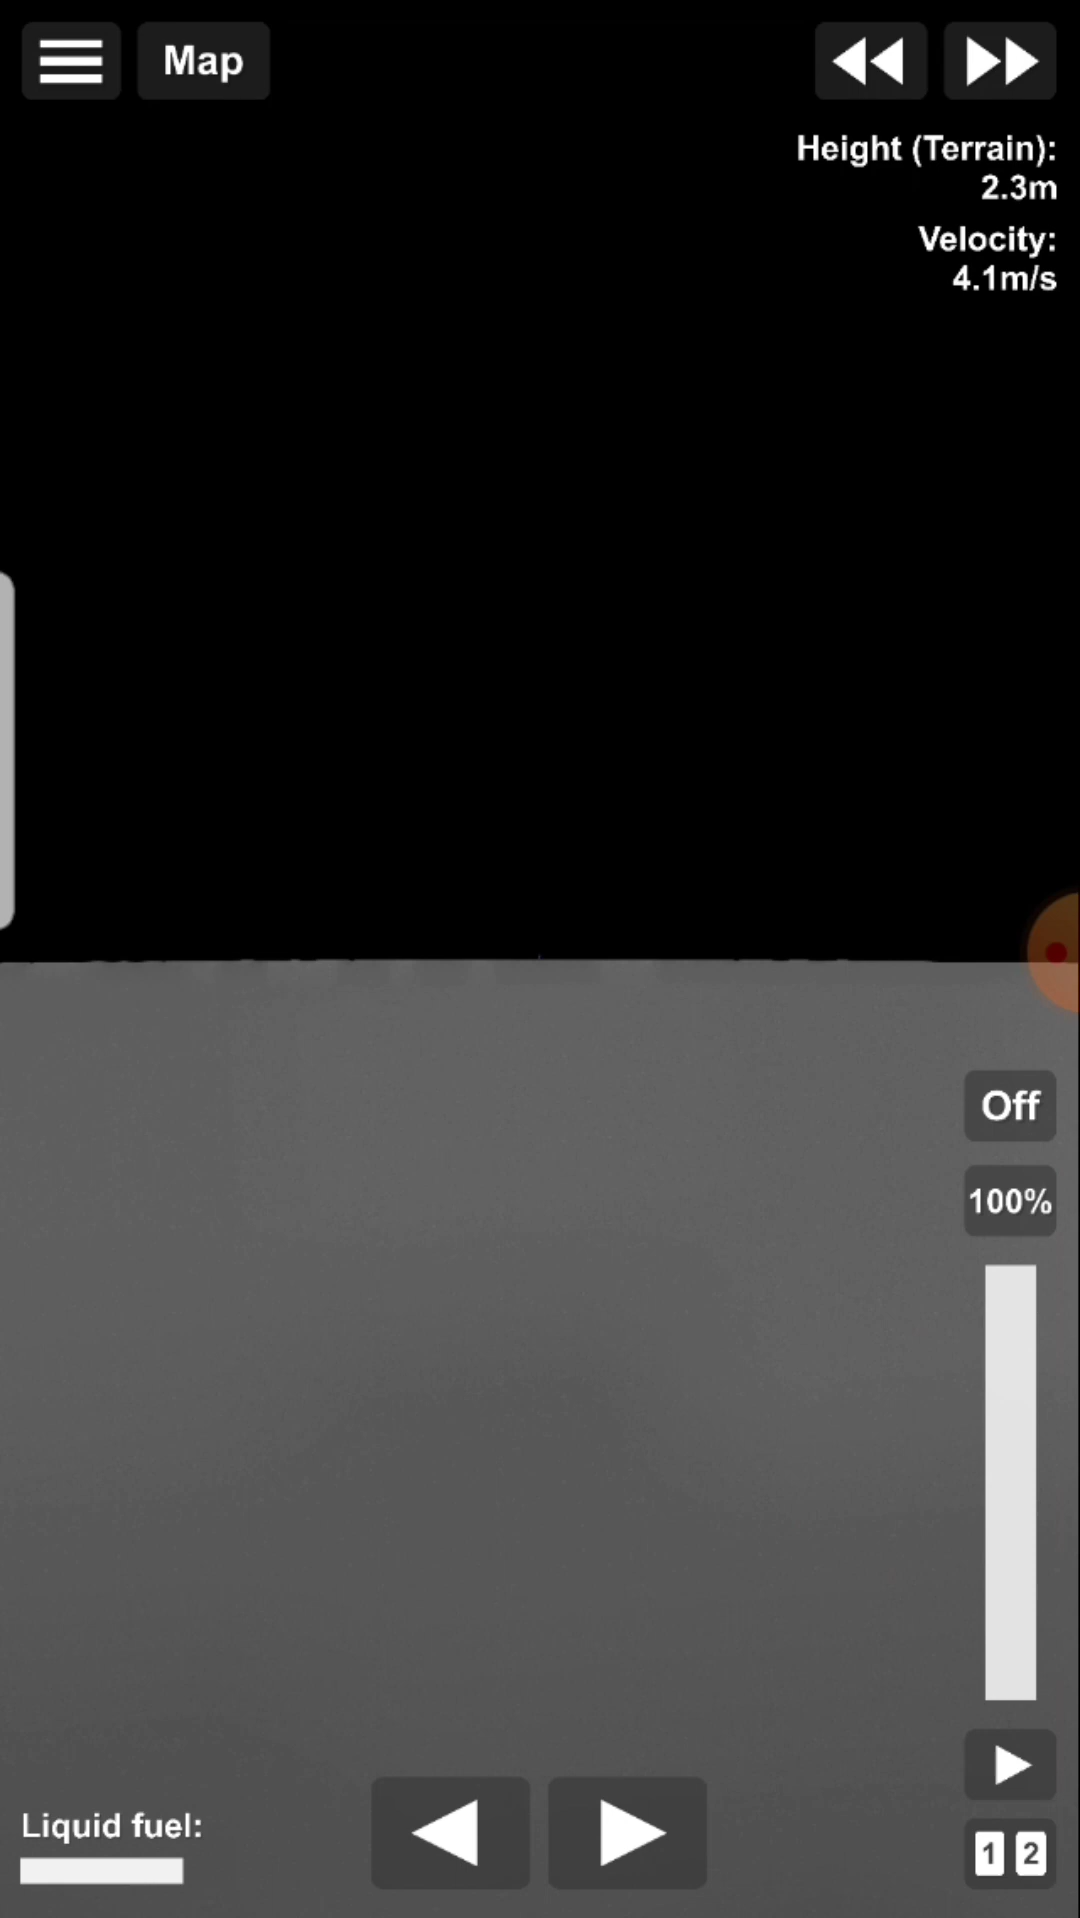 Map
Height (Terrain):
2.3m
Velocity:
4.1m/s
Off
100%
Liquid fuel:
1 2